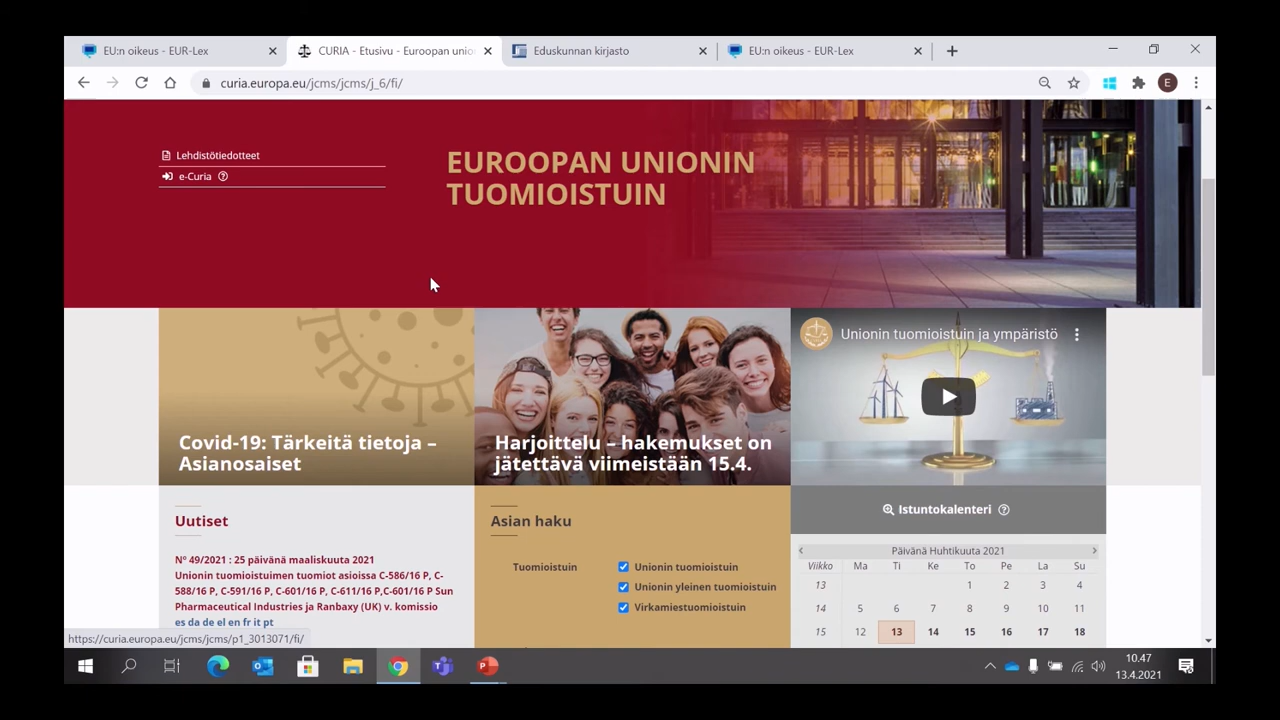 EU:n oikeus - EUR-Lex
CURIA - Etusivu - Euroopan unio
Eduskunnan kirjasto
EU:n oikeus - EUR-Lex
curia.europa.eu/jcms/jcms/j_6/fi/
E
Lehdistötiedotteet
e-Curia
EUROOPAN UNIONIN
TUOMIOISTUIN
Covid-19: Tärkeitä tietoja –
Asianosaiset
Harjoittelu – hakemukset on
jätettävä viimeistään 15.4.
Unionin tuomioistuin ja ympäristö
Uutiset
Nº 49/2021 : 25 päivänä maaliskuuta 2021
Unionin tuomioistuimen tuomiot asioissa C-586/16 P, C-
588/16 P, C-591/16 P, C-601/16 P, C-611/16 P,C-601/16 P Sun
Pharmaceutical Industries ja Ranbaxy (UK) v. komissio
es da de el en fr it pt
Asian haku
Tuomioistuin
Unionin tuomioistuin
Unionin yleinen tuomioistuin
Virkamiestuomioistuin
Istuntokalenteri
Päivänä Huhtikuuta 2021
Viikko Ma Ti Ke To Pe La Su
13 1 2 3 4
14 5 6 7 8 9 10 11
15 12 13 14 15 16 17 18
https://curia.europa.eu/jcms/jcms/p1_3013071/fi/
10.47
13.4.2021